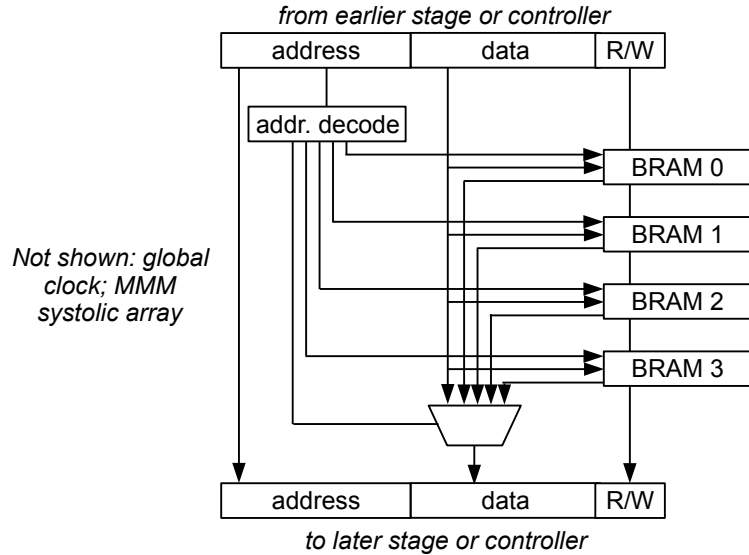 from earlier stage or controller
address data R/W
addr. decode
BRAM 0
BRAM 1
Not shown: global
clock; MMM
systolic array
BRAM 2
BRAM 3
address data R/W
to later stage or controller